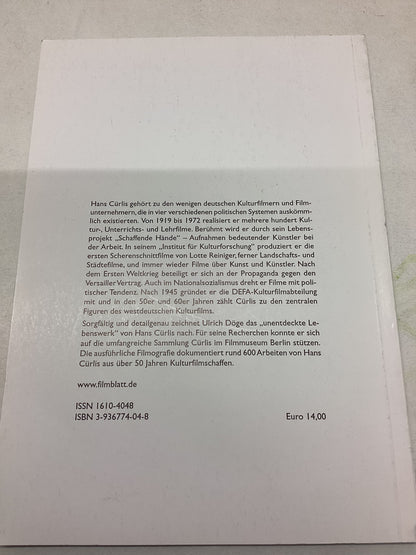 Hans Cürlis gehört zu den wenigen deutschen Kulturfilmern und Film-
unternehmern, die in vier verschiedenen politischen Systemen auskömm-
lich existierten. Von 1919 bis 1972 realisiert er mehrere hundert Kul-
tur-, Unterrichts- und Lehrfilme. Berühmt wird er durch sein Lebens-
projekt „Schaffende Hände“ – Aufnahmen bedeutender Künstler bei
der Arbeit. In seinem „Institut für Kulturforschung“ produziert er die
ersten Scherenschnittfilme von Lotte Reiniger, ferner Landschafts- und
Städtefilme, und immer wieder Filme über Kunst und Künstler. Nach
dem Ersten Weltkrieg beteiligt er sich an der Propaganda gegen den
Versailler Vertrag. Auch im Nationalsozialismus dreht er Filme mit poli-
tischer Tendenz. Nach 1945 gründet er die DEFA-Kulturfilmabteilung
mit und in den 50er und 60er Jahren zählt Cürlis zu den zentralen
Figuren des westdeutschen Kulturfilms.
Sorgfältig und detailgenau zeichnet Ulrich Döge das „unentdeckte Le-
benswerk“ von Hans Cürlis nach. Für seine Recherchen konnte er sich
auf die umfangreiche Sammlung Cürlis im Filmmuseum Berlin stützen.
Die ausführliche Filmografie dokumentiert rund 600 Arbeiten von Hans
Cürlis aus über 50 Jahren Kulturfilmschaffen.
www.filmblatt.de
ISSN 1610-4048
ISBN 3-936774-04-8 Euro 14,00